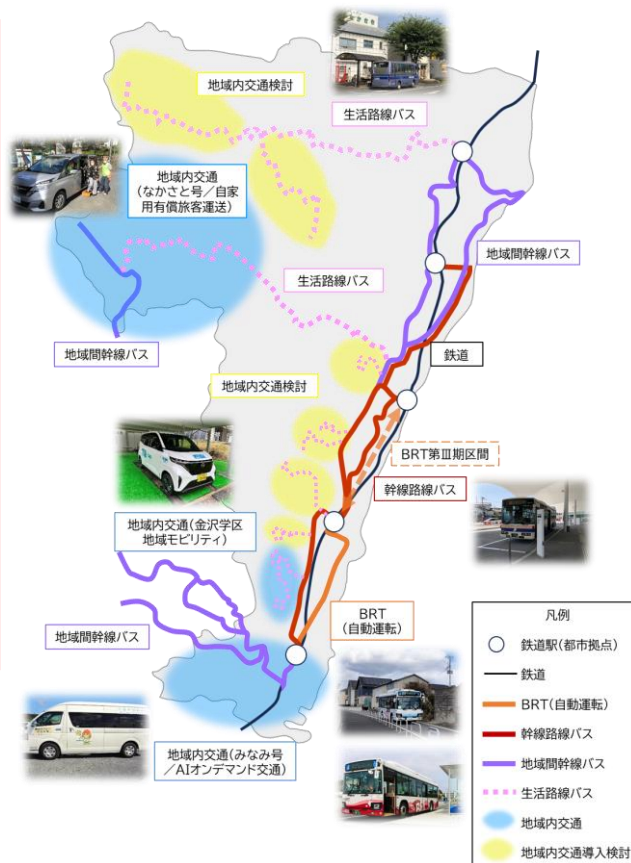 地域内交通検討
生活路線バス
地域内交通
(なかさと号／自家
用有償旅客運送)
地域間幹線バス
生活路線バス
地域間幹線バス
鉄道
地域内交通検討
BRT第Ⅲ期区間
幹線路線バス
地域内交通(金沢学区
地域モビリティ)
BRT
(自動運転)
地域間幹線バス
地域内交通(みなみ号
／AIオンデマンド交通)
凡例
鉄道駅(都市拠点)
鉄道
BRT(自動運転)
幹線路線バス
地域間幹線バス
生活路線バス
地域内交通
地域内交通導入検討